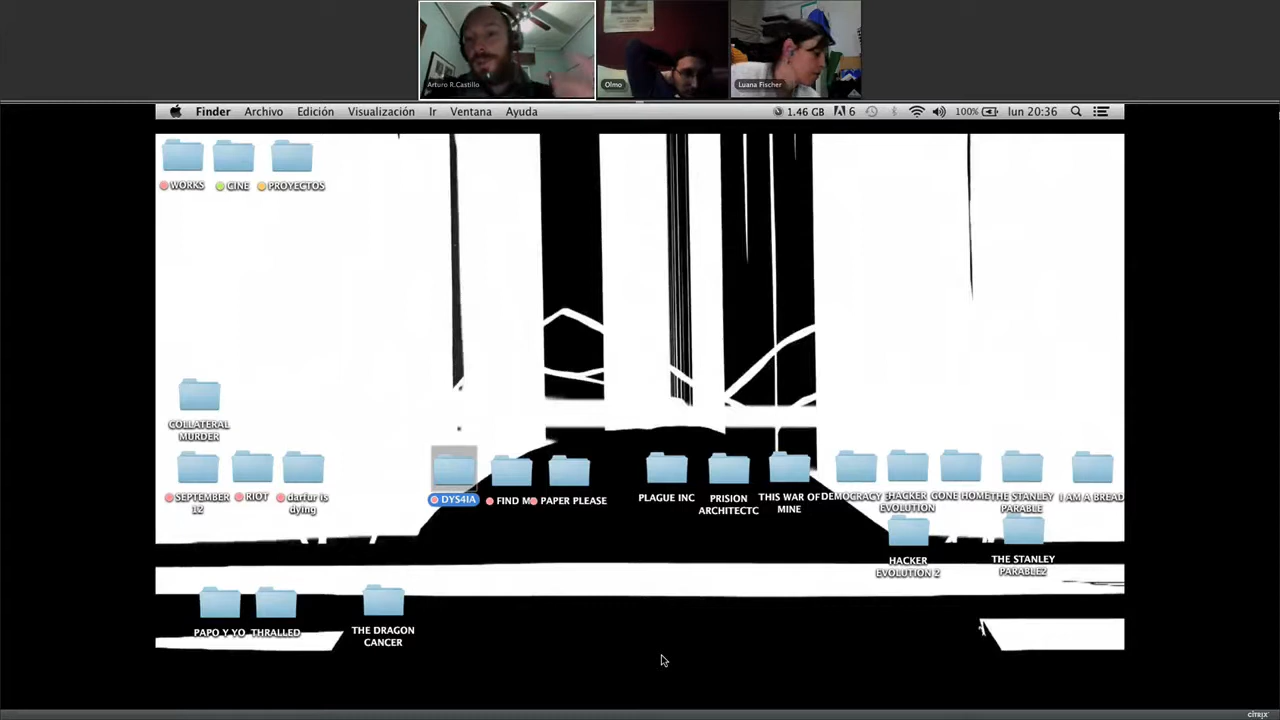 Arturo R.Castillo
Olmo
Luana Fischer
Finder Archivo Edición Visualización Ir Ventana Ayuda 1.46 GB 6 100% lun 20:36
WORKS CINE PROYECTOS
COLLATERAL
MURDER
SEPTEMBER
12
RIOT
darfur is
dying
DYS4IA
FIND M
PAPER PLEASE
PLAGUE INC
PRISION
ARCHITECTC
THIS WAR OF
MINE
DEMOCRACY
HACKER
EVOLUTION
GONE HOME
THE STANLEY
PARABLE
I AM A BREAD
HACKER
EVOLUTION 2
THE STANLEY
PARABLE2
PAPO Y YO
THRALLED
THE DRAGON
CANCER
CİTRIX